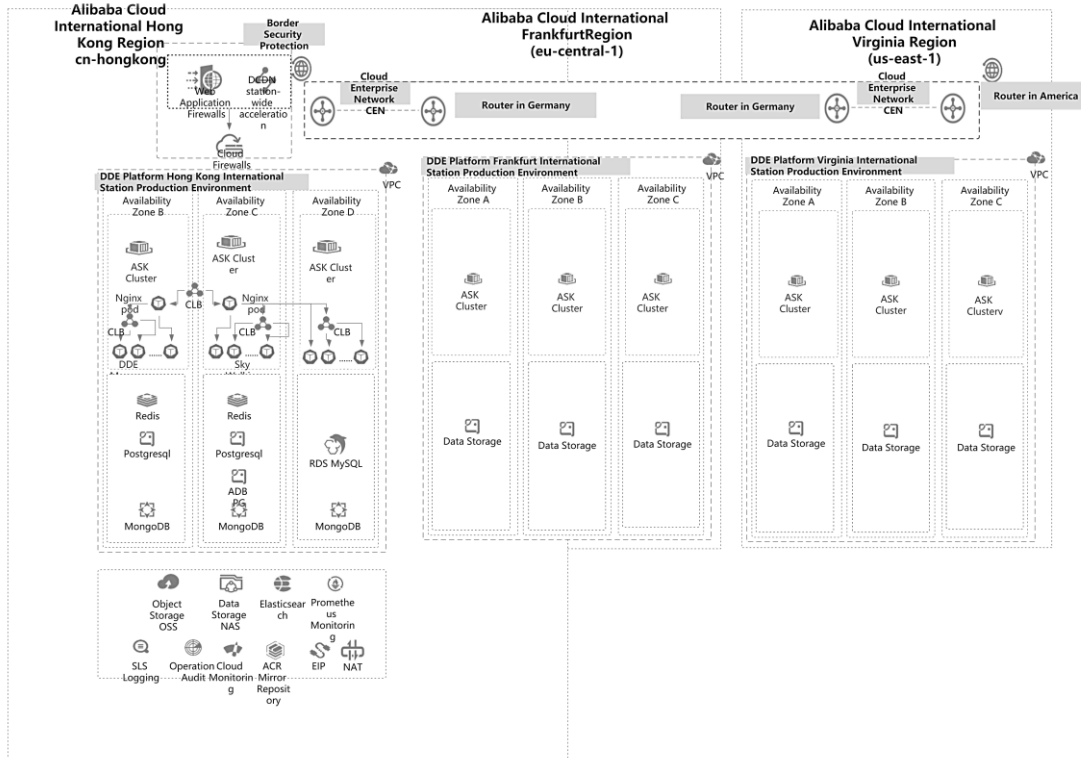 Alibaba Cloud
International Hong
Kong Region
cn-hongkong
Border
Security
Protection
Web
Application
Firewalls
DCDN
station-
wide
acceleratio
n
Cloud
Firewalls
Alibaba Cloud International
FrankfurtRegion
(eu-central-1)
Alibaba Cloud International
Virginia Region
(us-east-1)
Cloud
Enterprise
Network
CEN
Router in Germany
Router in Germany
Cloud
Enterprise
Network
CEN
Router in America
DDE Platform Hong Kong International
Station Production Environment
VPC
Availability
Zone B
Availability
Zone C
Availability
Zone D
ASK
Cluster
ASK Clust
er
ASK Clust
er
Nginx
pod
CLB
Nginx
pod
CLB
CLB
CLB
......
......
......
DDE
Sky
Redis
Redis
Postgresql
Postgresql
RDS MySQL
ADB
PG
MongoDB
MongoDB
MongoDB
DDE Platform Frankfurt International
Station Production Environment
VPC
Availability
Zone A
Availability
Zone B
Availability
Zone C
ASK
Cluster
ASK
Cluster
ASK
Cluster
Data Storage
Data Storage
Data Storage
DDE Platform Virginia International
Station Production Environment
VPC
Availability
Zone A
Availability
Zone B
Availability
Zone C
ASK
Cluster
ASK
Cluster
ASK
Clusterv
Data Storage
Data Storage
Data Storage
Object
Storage
OSS
Data
Storage
NAS
Elasticsear
ch
Promethe
us
Monitorin
g
SLS
Logging
Operation
Audit
Cloud
Monitorin
g
ACR
Mirror
Reposit
ory
EIP
NAT